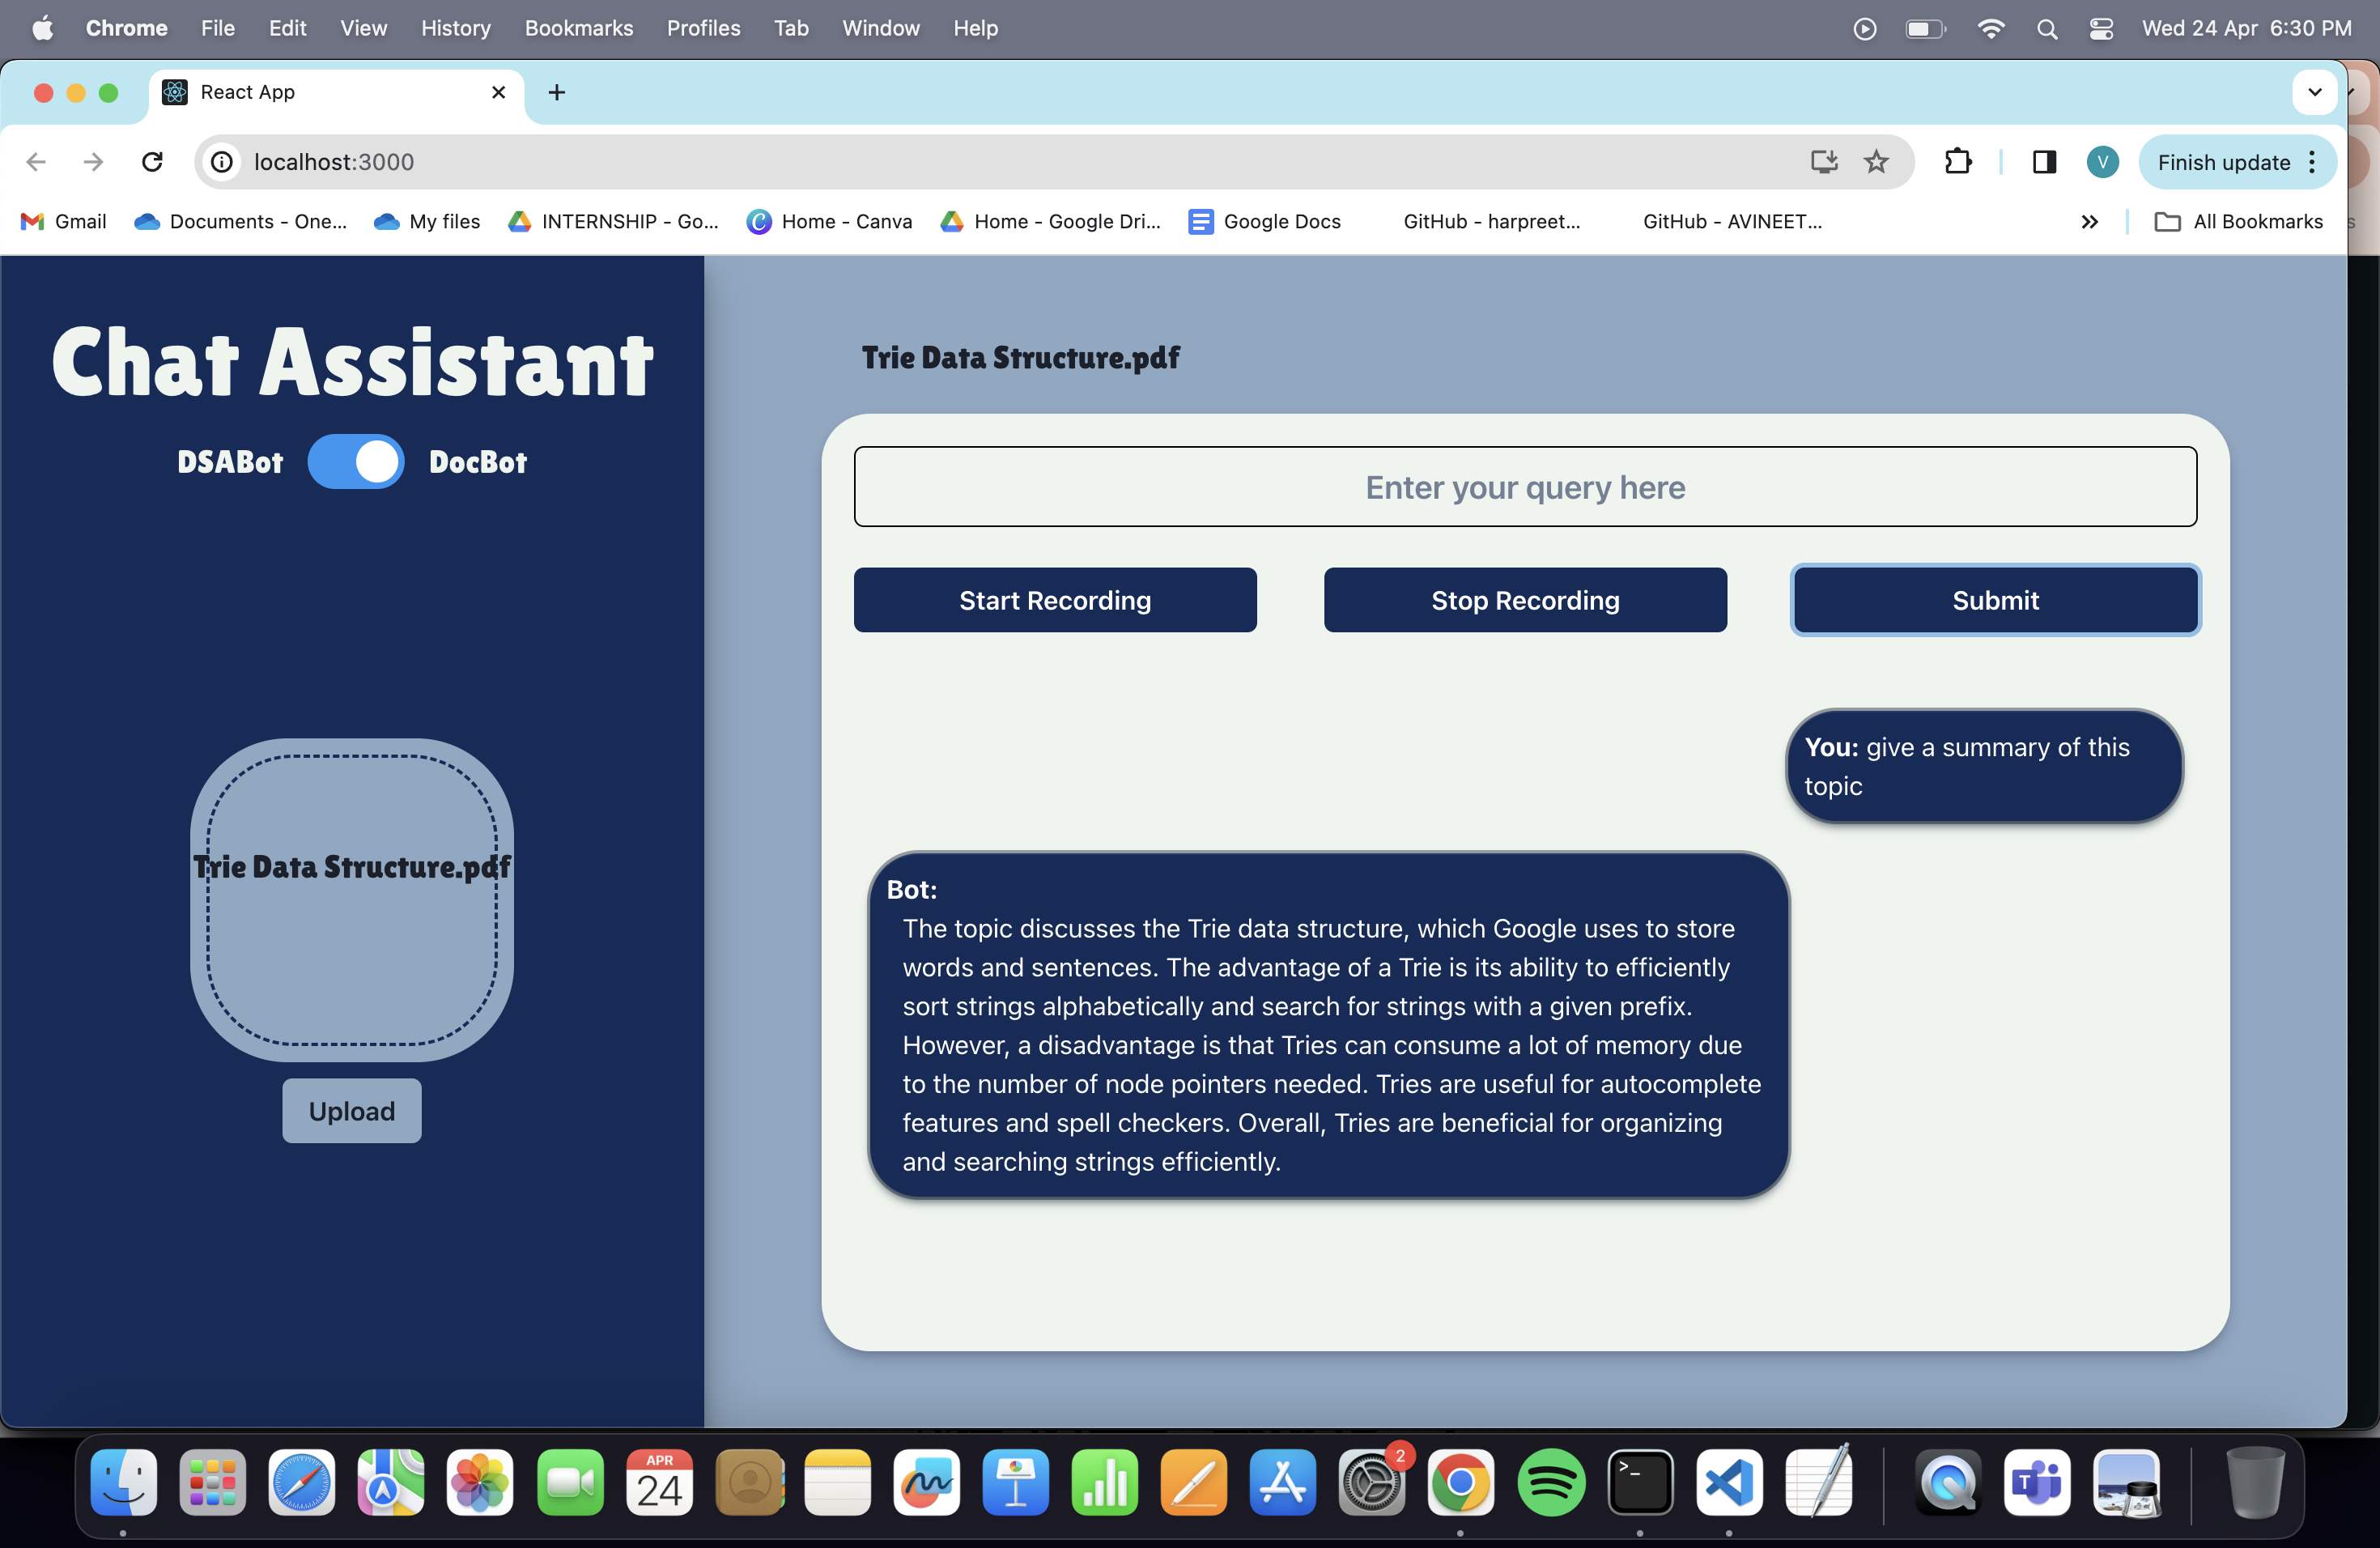 Chrome File Edit View History Bookmarks Profiles Tab Window Help Wed 24 Apr 6:30 PM
React App
localhost:3000 V Finish update
Gmail Documents - One... My files INTERNSHIP - Go... C Home - Canva Home - Google Dri... Google Docs GitHub - harpreet... GitHub - AVINEET... All Bookmarks s
Chat Assistant
DSABot DocBot
Trie Data Structure.pdf
Upload
Trie Data Structure.pdf
Enter your query here
Start Recording Stop Recording Submit
You: give a summary of this
topic
Bot:
The topic discusses the Trie data structure, which Google uses to store
words and sentences. The advantage of a Trie is its ability to efficiently
sort strings alphabetically and search for strings with a given prefix.
However, a disadvantage is that Tries can consume a lot of memory due
to the number of node pointers needed. Tries are useful for autocomplete
features and spell checkers. Overall, Tries are beneficial for organizing
and searching strings efficiently.
APR
24
2
>_
T